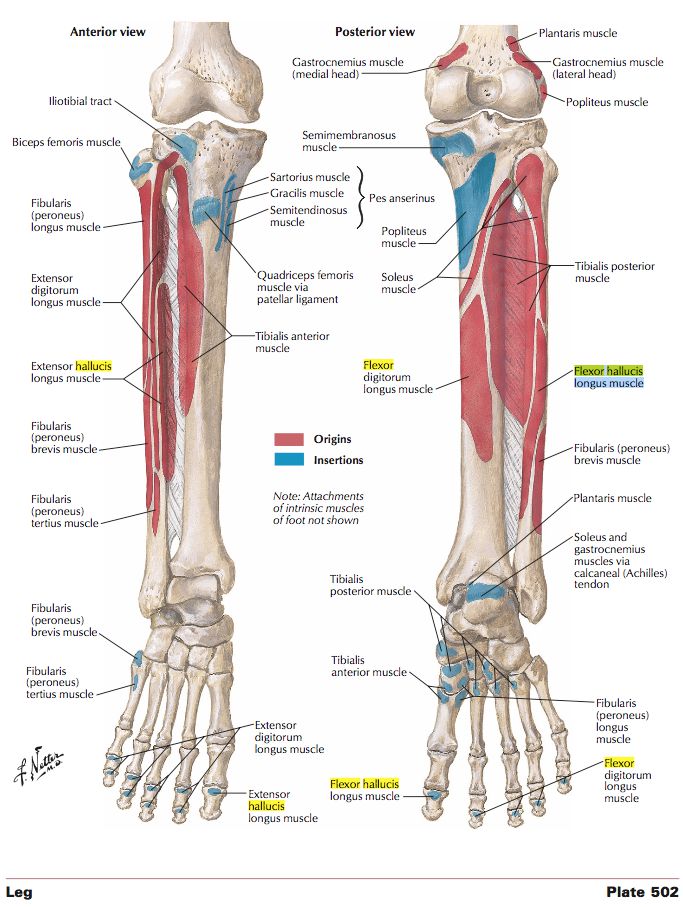 Anterior view
Iliotibial tract
Biceps femoris muscle
Fibularis
(peroneus)
longus muscle
Extensor
digitorum
longus muscle
Extensor hallucis
longus muscle
Fibularis
(peroneus)
brevis muscle
Fibularis
(peroneus)
tertius muscle
Fibularis
(peroneus)
brevis muscle
Fibularis
(peroneus)
tertius muscle
Sartorius muscle
Gracilis muscle
Semitendinosus
muscle
Pes anserinus
Quadriceps femoris
muscle via
patellar ligament
Tibialis anterior
muscle
Origins
Insertions
Note: Attachments
of intrinsic muscles
of foot not shown
Extensor
digitorum
longus muscle
Extensor
hallucis
longus muscle
Posterior view
Gastrocnemius muscle
(medial head)
Semimembranosus
muscle
Popliteus
muscle
Soleus
muscle
Flexor
digitorum
longus muscle
Tibialis
posterior muscle
Tibialis
anterior muscle
Flexor hallucis
longus muscle
Plantaris muscle
Gastrocnemius muscle
(lateral head)
Popliteus muscle
Tibialis posterior
muscle
Flexor hallucis
longus muscle
Fibularis (peroneus)
brevis muscle
Plantaris muscle
Soleus and
gastrocnemius
muscles via
calcaneal (Achilles)
tendon
Fibularis
(peroneus)
longus
muscle
Flexor
digitorum
longus
muscle
F. Netter
M.D.
Leg
Plate 502